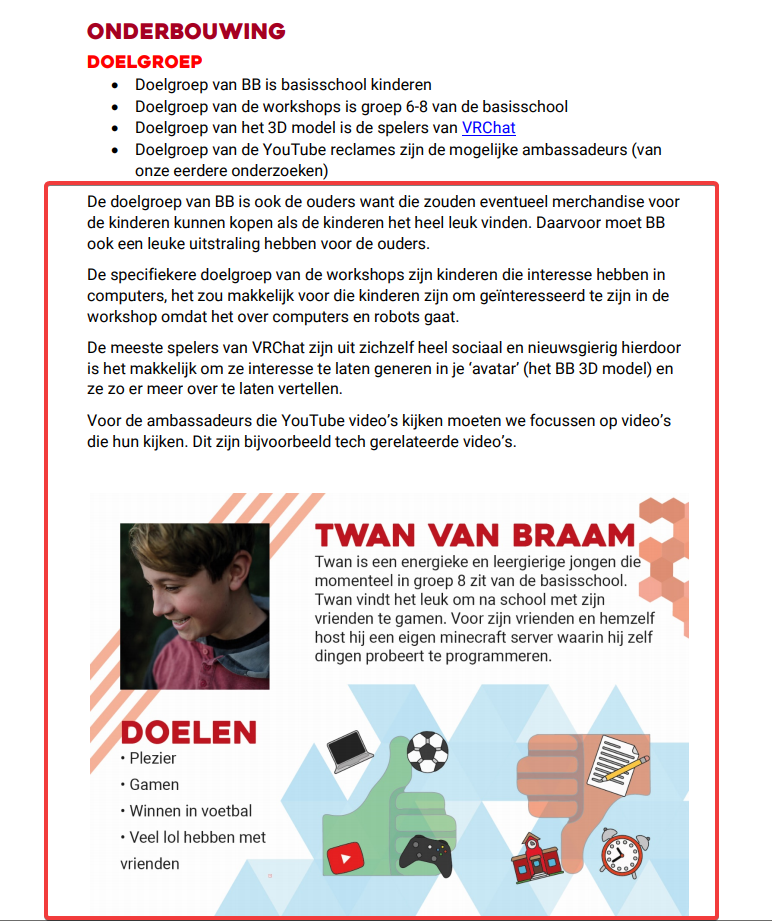 ONDERBOUWING
DOELGROEP
• Doelgroep van BB is basisschool kinderen
• Doelgroep van de workshops is groep 6-8 van de basisschool
• Doelgroep van het 3D model is de spelers van VRChat
• Doelgroep van de YouTube reclames zijn de mogelijke ambassadeurs (van
onze eerdere onderzoeken)
De doelgroep van BB is ook de ouders want die zouden eventueel merchandise voor
de kinderen kunnen kopen als de kinderen het heel leuk vinden. Daarvoor moet BB
ook een leuke uitstraling hebben voor de ouders.
De specifiekere doelgroep van de workshops zijn kinderen die interesse hebben in
computers, het zou makkelijk voor die kinderen zijn om geïnteresseerd te zijn in de
workshop omdat het over computers en robots gaat.
De meeste spelers van VRChat zijn uit zichzelf heel sociaal en nieuwsgierig hierdoor
is het makkelijk om ze interesse te laten generen in je ‘avatar’ (het BB 3D model) en
ze zo er meer over te laten vertellen.
Voor de ambassadeurs die YouTube video’s kijken moeten we focussen op video’s
die hun kijken. Dit zijn bijvoorbeeld tech gerelateerde video’s.
TWAN VAN BRAAM
Twan is een energieke en leergierige jongen die
momenteel in groep 8 zit van de basisschool.
Twan vindt het leuk om na school met zijn
vrienden te gamen. Voor zijn vrienden en hemzelf
host hij een eigen minecraft server waarin hij zelf
dingen probeert te programmeren.
DOELEN
• Plezier
• Gamen
• Winnen in voetbal
• Veel lol hebben met
vrienden